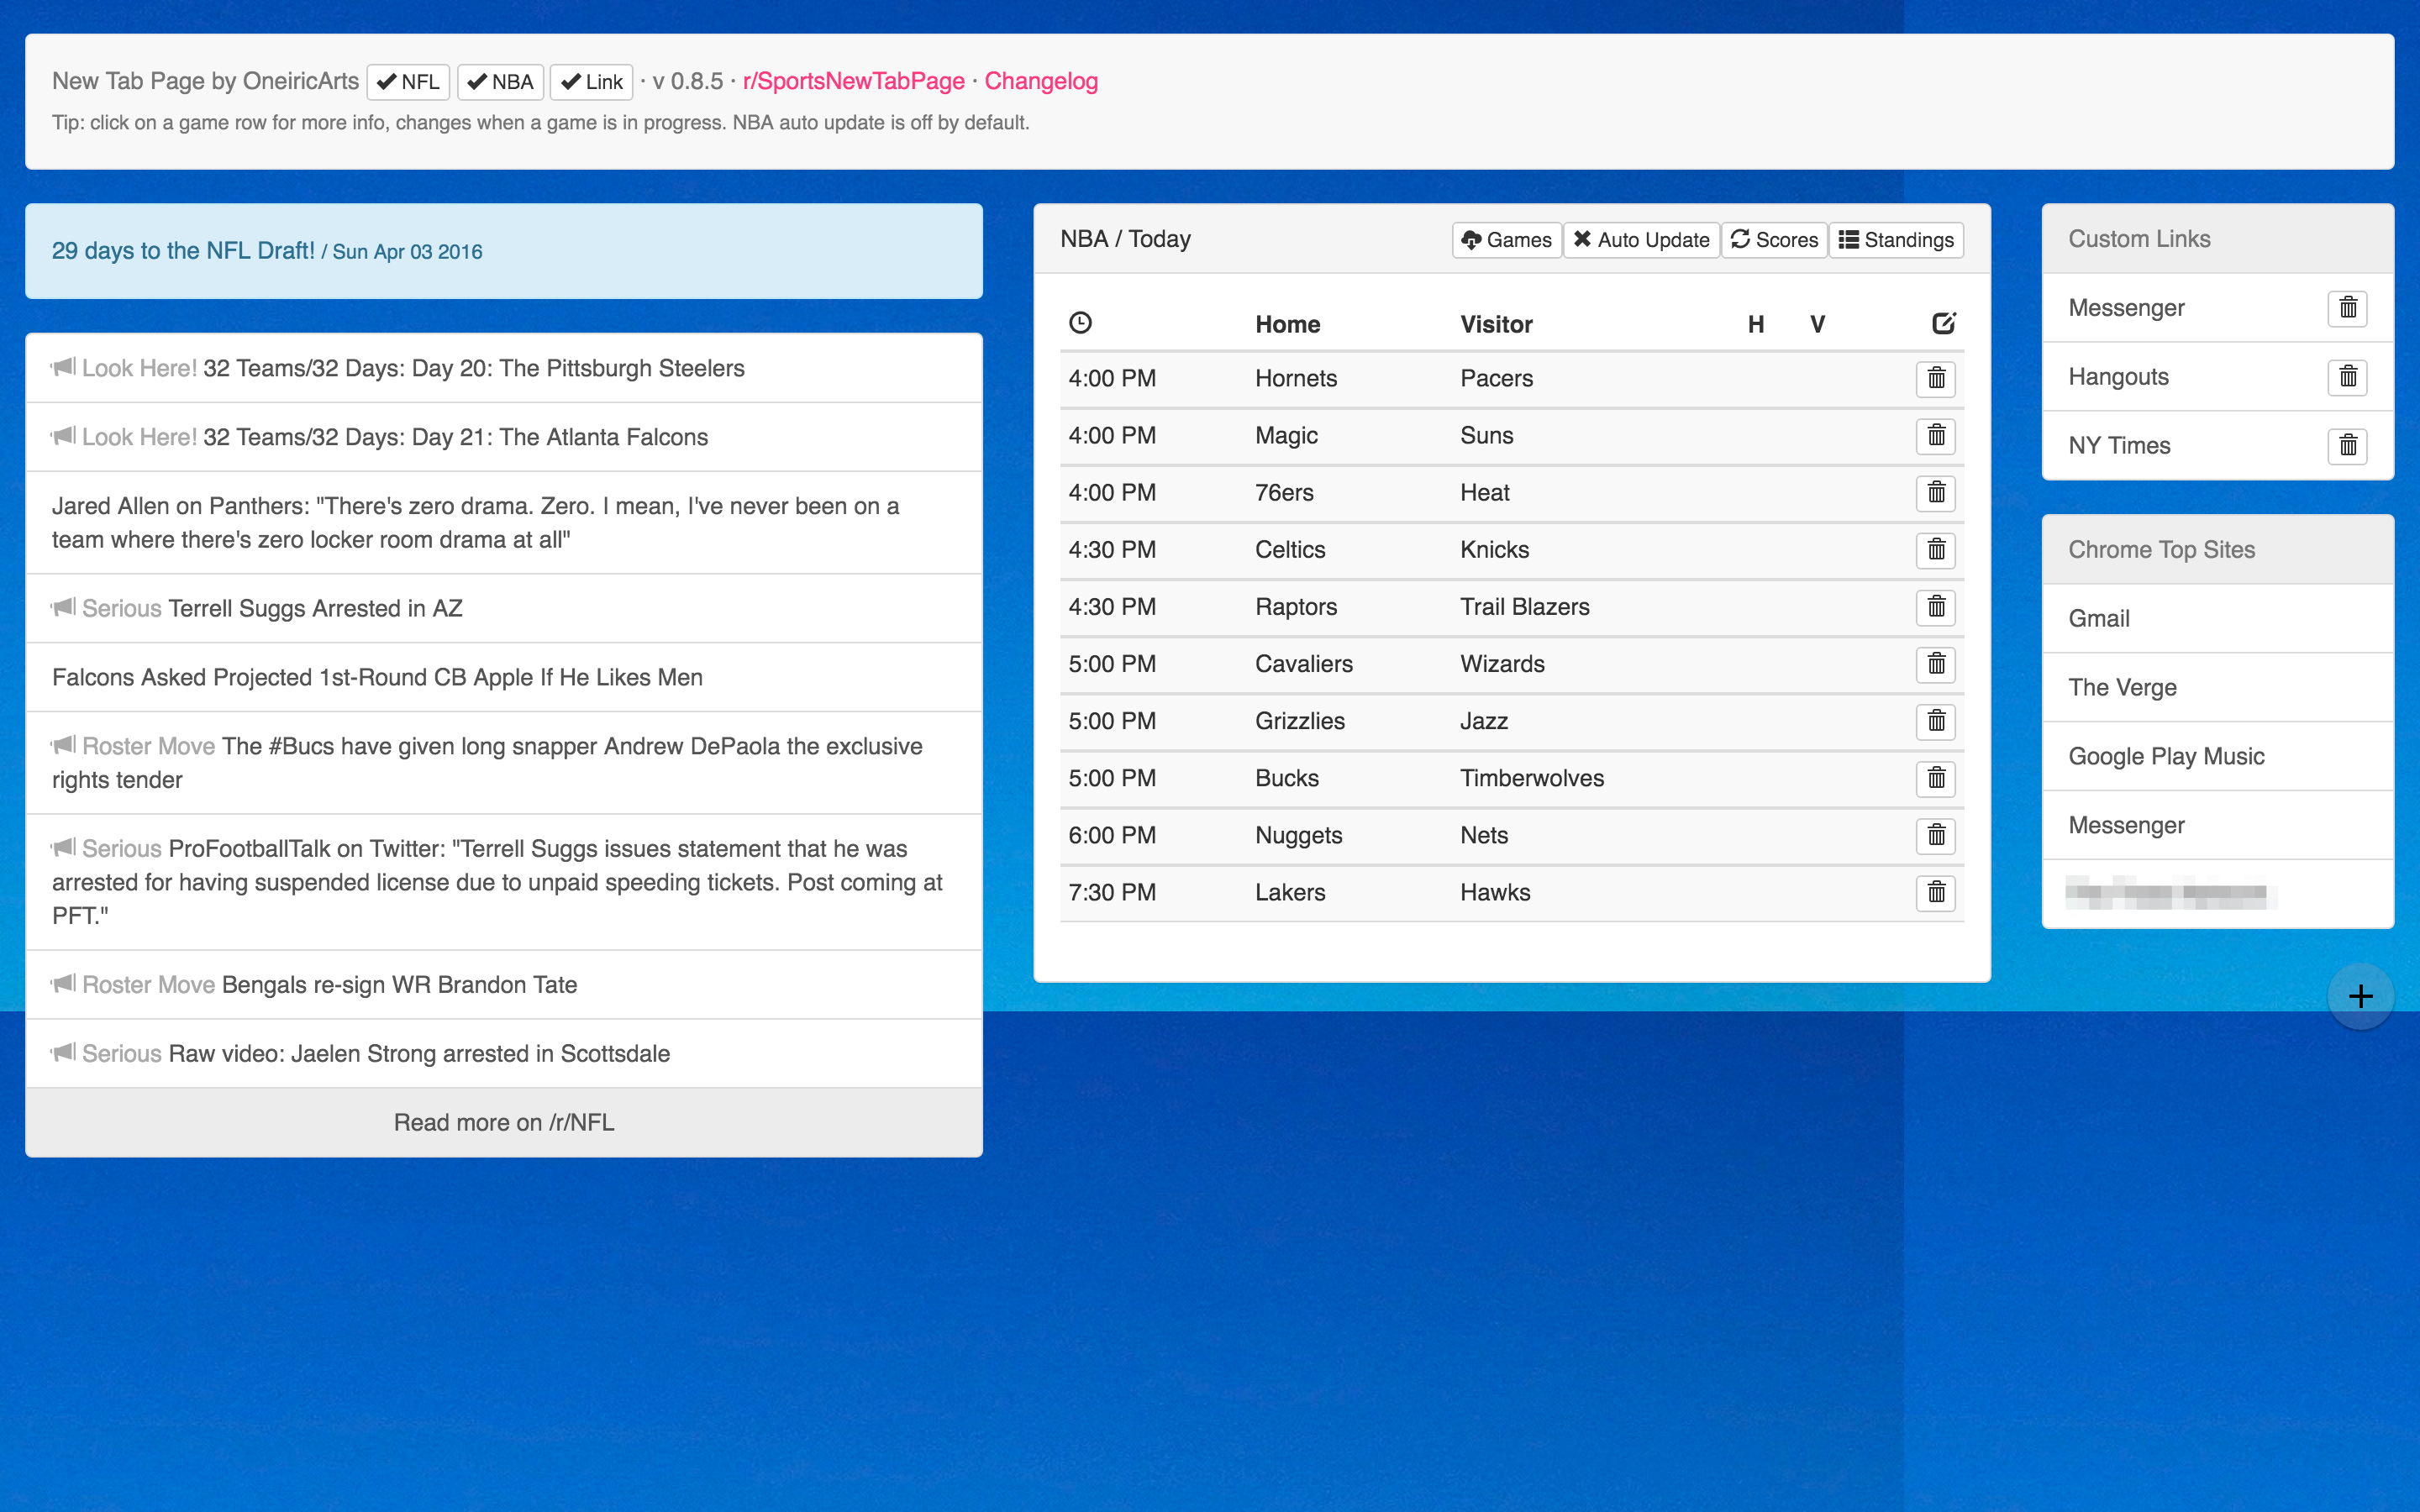 New Tab Page by OneiricArts NFL NBA Link · v 0.8.5 · r/SportsNewTabPage · Changelog
Tip: click on a game row for more info, changes when a game is in progress. NBA auto update is off by default.
29 days to the NFL Draft! / Sun Apr 03 2016
Look Here! 32 Teams/32 Days: Day 20: The Pittsburgh Steelers
Look Here! 32 Teams/32 Days: Day 21: The Atlanta Falcons
Jared Allen on Panthers: "There's zero drama. Zero. I mean, I've never been on a
team where there's zero locker room drama at all"
Serious Terrell Suggs Arrested in AZ
Falcons Asked Projected 1st-Round CB Apple If He Likes Men
Roster Move The #Bucs have given long snapper Andrew DePaola the exclusive
rights tender
Serious ProFootballTalk on Twitter: "Terrell Suggs issues statement that he was
arrested for having suspended license due to unpaid speeding tickets. Post coming at
PFT."
Roster Move Bengals re-sign WR Brandon Tate
Serious Raw video: Jaelen Strong arrested in Scottsdale
Read more on /r/NFL
NBA / Today Games Auto Update Scores Standings
Home Visitor H V
4:00 PM Hornets Pacers
4:00 PM Magic Suns
4:00 PM 76ers Heat
4:30 PM Celtics Knicks
4:30 PM Raptors Trail Blazers
5:00 PM Cavaliers Wizards
5:00 PM Grizzlies Jazz
5:00 PM Bucks Timberwolves
6:00 PM Nuggets Nets
7:30 PM Lakers Hawks
Custom Links
Messenger
Hangouts
NY Times
Chrome Top Sites
Gmail
The Verge
Google Play Music
Messenger